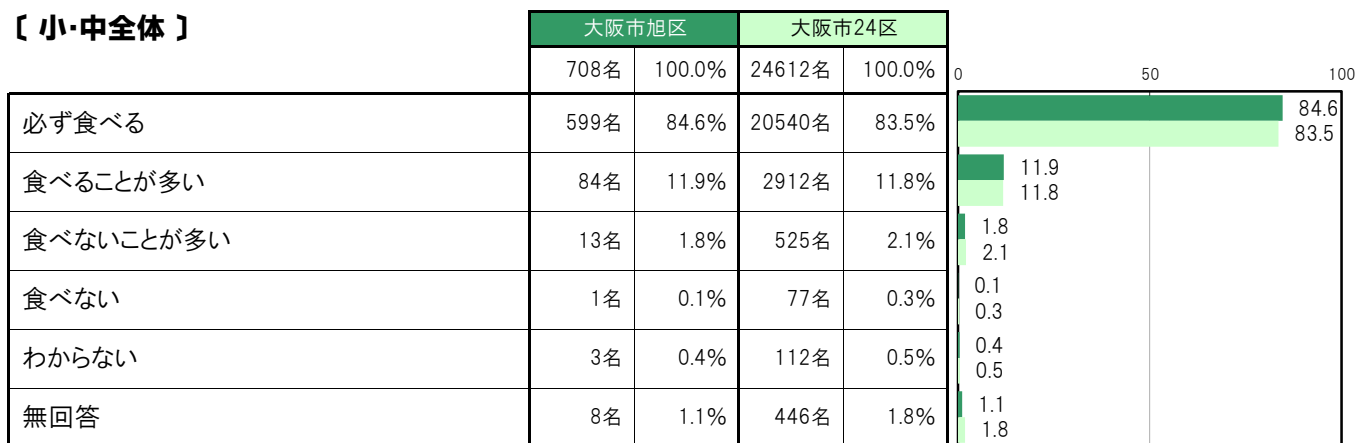 〔 小・中全体 〕
大阪市旭区 大阪市24区
708名 100.0% 24612名 100.0% 0 50 100
必ず食べる 599名 84.6% 20540名 83.5% 84.6
83.5
食べることが多い 84名 11.9% 2912名 11.8% 11.9
11.8
食べないことが多い 13名 1.8% 525名 2.1% 1.8
2.1
食べない 1名 0.1% 77名 0.3% 0.1
0.3
わからない 3名 0.4% 112名 0.5% 0.4
0.5
無回答 8名 1.1% 446名 1.8% 1.1
1.8